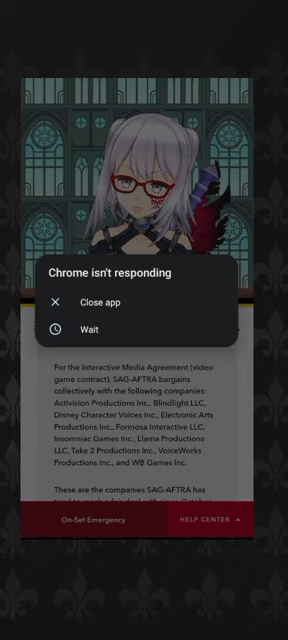 Chrome isn't responding
Close app
Wait
For the Interactive Media Agreement (video
game contract), SAG-AFTRA bargains
collectively with the following companies:
Activision Productions Inc., Blindlight LLC,
Disney Character Voices Inc., Electronic Arts
Productions Inc., Formosa Interactive LLC,
Insomniac Games Inc., Llama Productions
LLC, Take 2 Productions Inc., VoiceWorks
Productions Inc., and WB Games Inc.
These are the companies SAG-AFTRA has
On-Set Emergency
HELP CENTER